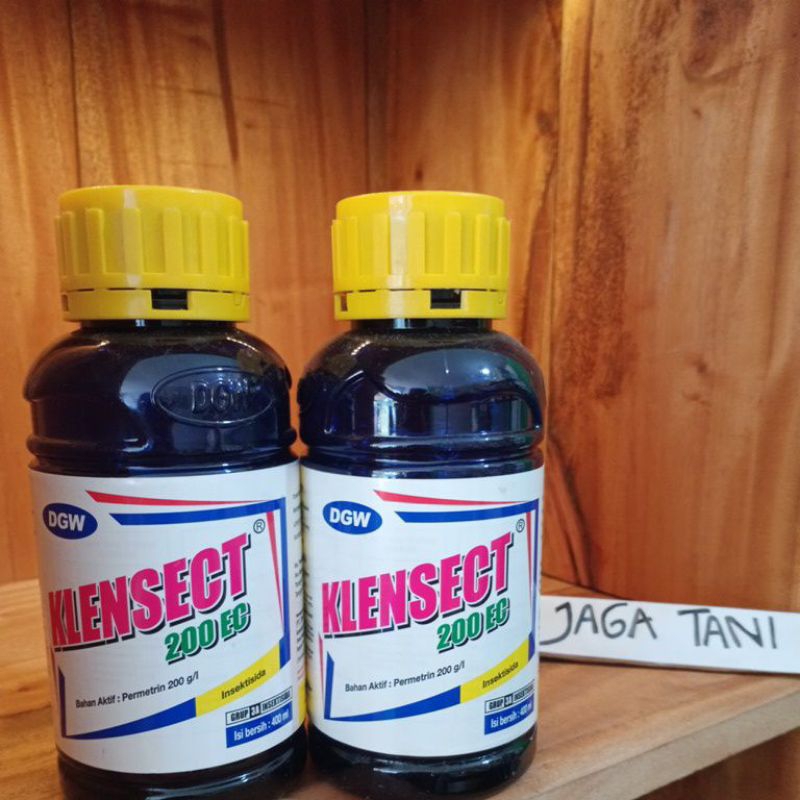 DGW
DGW
KLENSECT®
200 EC
Bahan Aktif : Permetrin 200 g/l
Insektisida
GRUP 3A INSEKTISIDA
Isi bersih : 400 ml
DGW
KLENSECT®
200 EC
Bahan Aktif : Permetrin 200 g/l
Insektisida
GRUP 3A INSEKTISIDA
Isi bersih : 400 ml
JAGA TANI